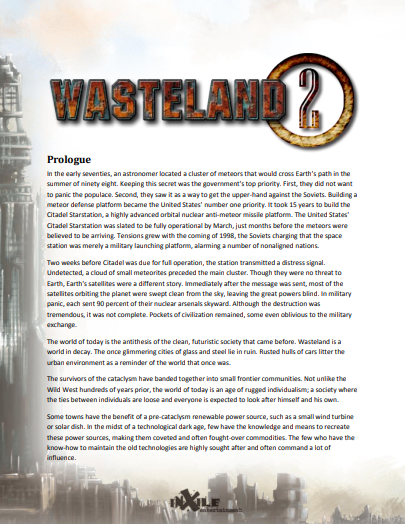 WASTELAND 2
Prologue
In the early seventies, an astronomer located a cluster of meteors that would cross Earth's path in the
summer of ninety eight. Keeping this secret was the government's top priority. First, they did not want
to panic the populace. Second, they saw it as a way to get the upper-hand against the Soviets. Building a
meteor defense platform became the United States' number one priority. It took 15 years to build the
Citadel Starstation, a highly advanced orbital nuclear anti-meteor missile platform. The United States'
Citadel Starstation was slated to be fully operational by March, just months before the meteors were
believed to be arriving. Tensions grew with the coming of 1998, the Soviets charging that the space
station was merely a military launching platform, alarming a number of nonaligned nations.
Two weeks before Citadel was due for full operation, the station transmitted a distress signal.
Undetected, a cloud of small meteorites preceded the main cluster. Though they were no threat to
Earth, Earth's satellites were a different story. Immediately after the message was sent, most of the
satellites orbiting the planet were swept clean from the sky, leaving the great powers blind. In military
panic, each sent 90 percent of their nuclear arsenals skyward. Although the destruction was
tremendous, it was not complete. Pockets of civilization remained, some even oblivious to the military
exchange.
The world of today is the antithesis of the clean, futuristic society that came before. Wasteland is a
world in decay. The once glimmering cities of glass and steel lie in ruin. Rusted hulls of cars litter the
urban environment as a reminder of the world that once was.
The survivors of the cataclysm have banded together into small frontier communities. Not unlike the
Wild West hundreds of years prior, the world of today is an age of rugged individualism; a society where
the ties between individuals are loose and everyone is expected to look after himself and his own.
Some towns have the benefit of a pre-cataclysm renewable power source, such as a small wind turbine
or solar dish. In the midst of a technological dark age, few have the knowledge and means to recreate
these power sources, making them coveted and often fought-over commodities. The few who have the
know-how to maintain the old technologies are highly sought after and often command a lot of
influence.
INXILE
entertainment